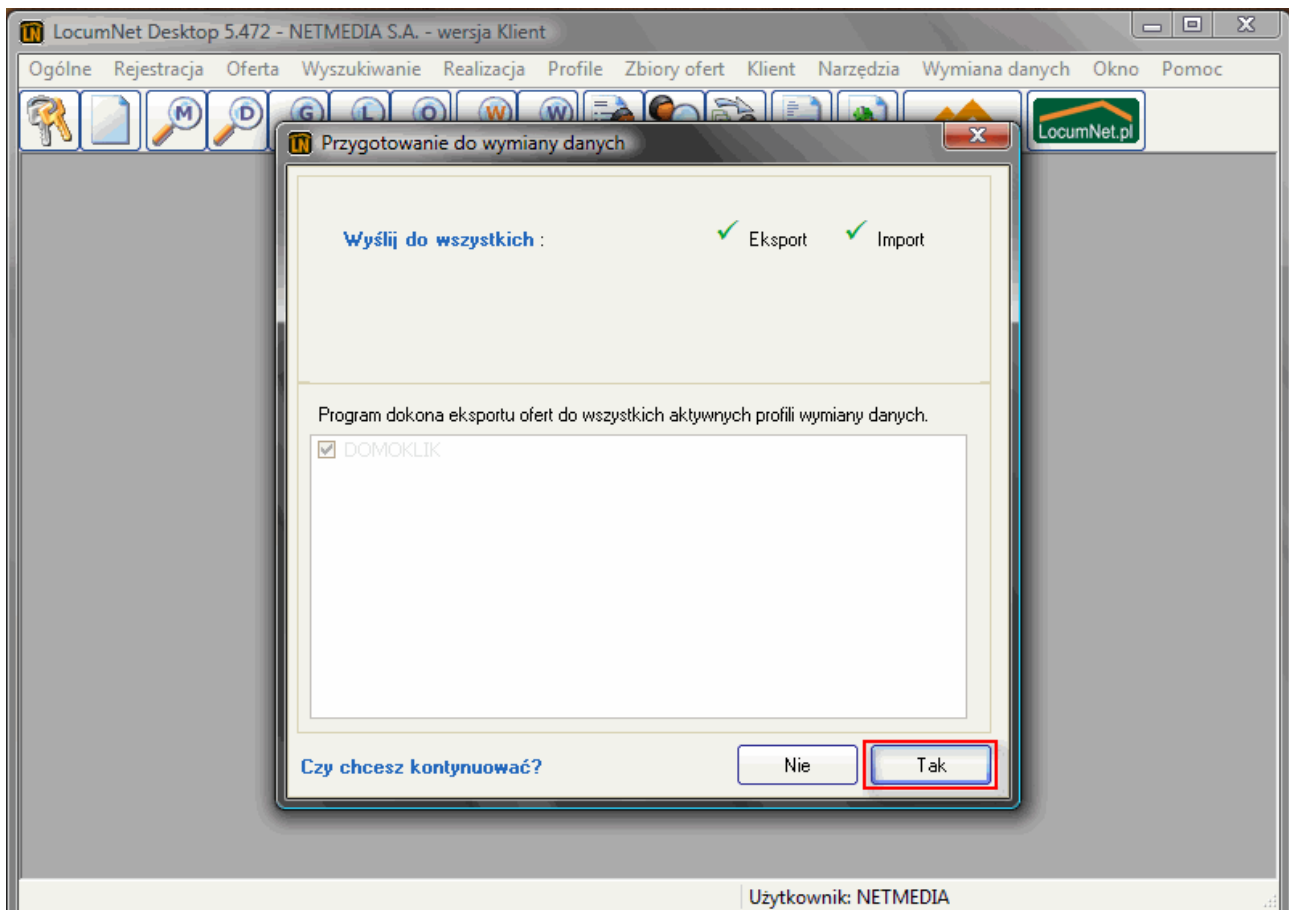 LocumNet Desktop 5.472 - NETMEDIA S.A. - wersja Klient
Ogólne Rejestracja Oferta Wyszukiwanie Realizacja Profile Zbiory ofert Klient Narzędzia Wymiana danych Okno Pomoc
M D G L O W W LocumNet.pl
Przygotowanie do wymiany danych
Wyślij do wszystkich : Eksport Import
Program dokona eksportu ofert do wszystkich aktywnych profili wymiany danych.
DOMOKLIK
Czy chcesz kontynuować? Nie Tak
Użytkownik: NETMEDIA